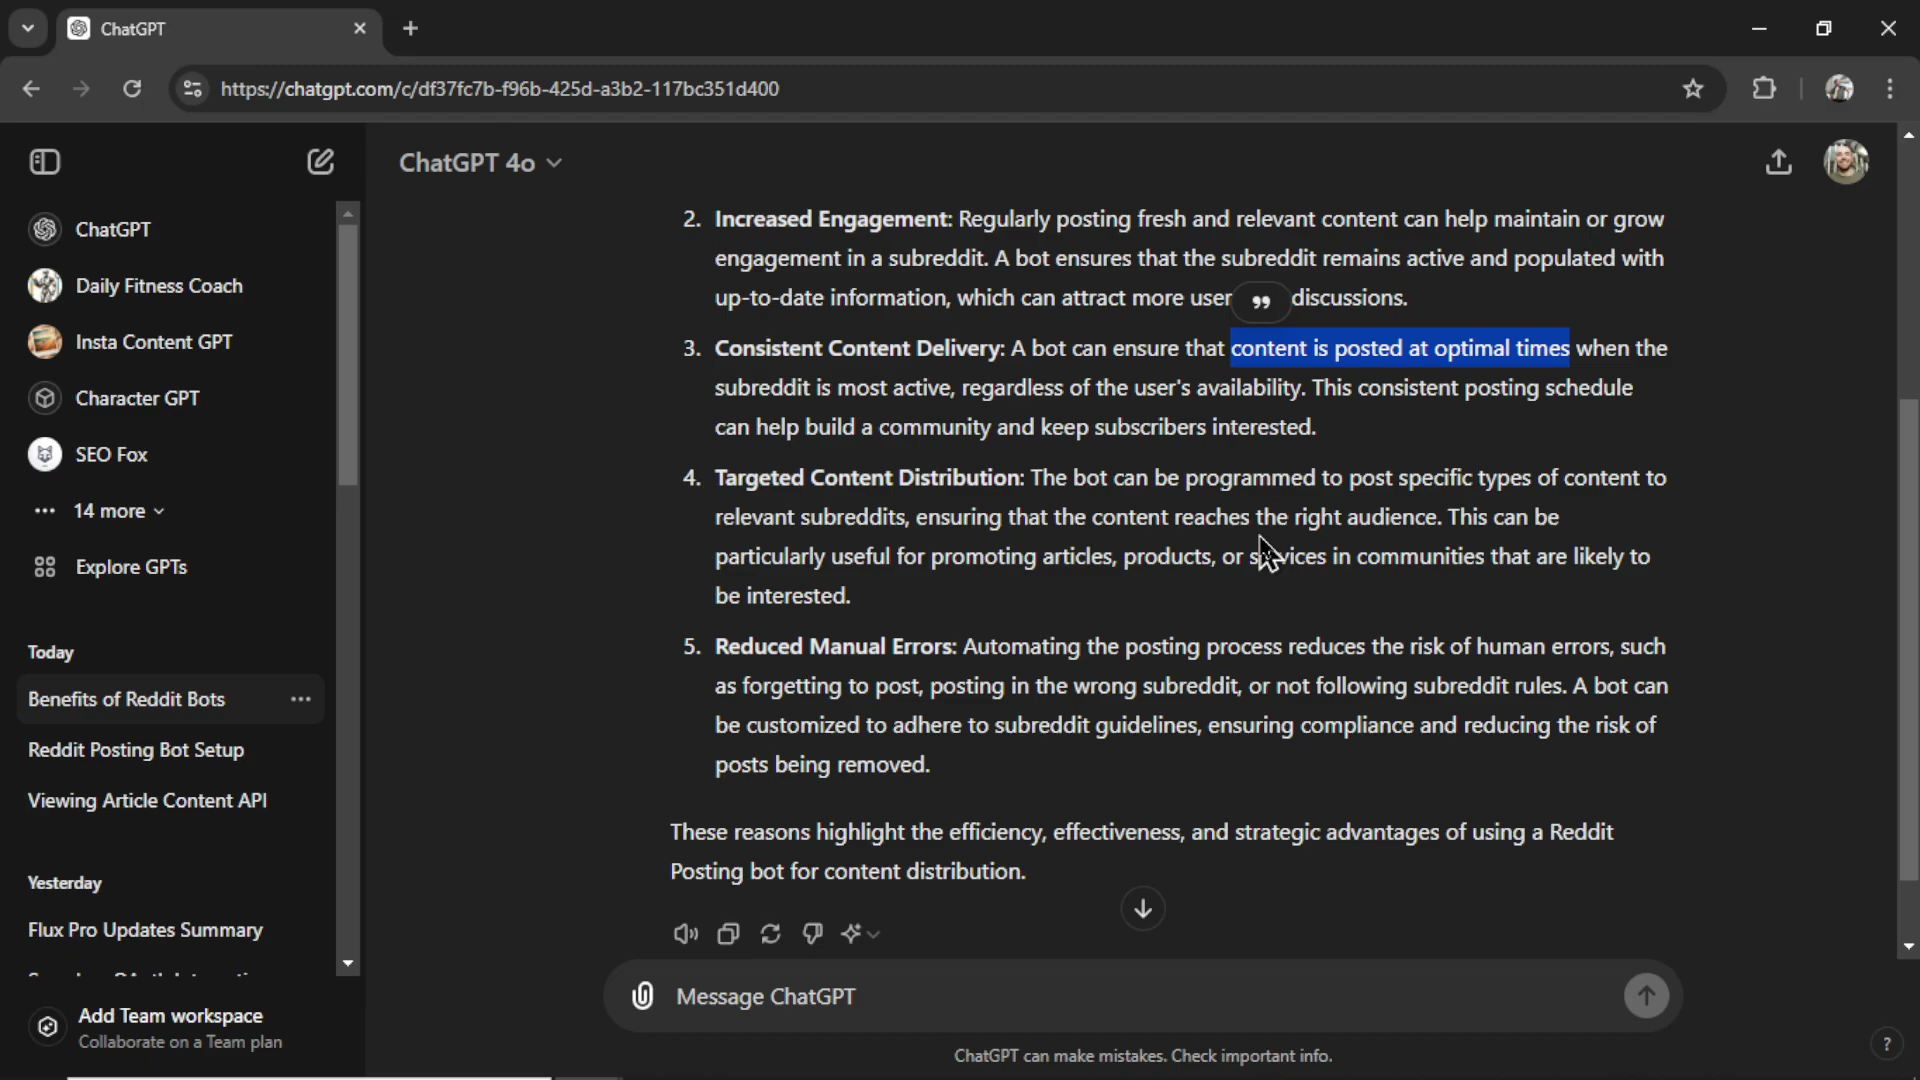 ChatGPT
https://chatgpt.com/c/df37fc7b-f96b-425d-a3b2-117bc351d400
ChatGPT 4o
ChatGPT
Daily Fitness Coach
Insta Content GPT
Character GPT
SEO Fox
14 more
Explore GPTs
Today
Benefits of Reddit Bots
Reddit Posting Bot Setup
Viewing Article Content API
Yesterday
Flux Pro Updates Summary
Add Team workspace
Collaborate on a Team plan
2. Increased Engagement: Regularly posting fresh and relevant content can help maintain or grow
engagement in a subreddit. A bot ensures that the subreddit remains active and populated with
up-to-date information, which can attract more user discussions.
3. Consistent Content Delivery: A bot can ensure that content is posted at optimal times when the
subreddit is most active, regardless of the user's availability. This consistent posting schedule
can help build a community and keep subscribers interested.
4. Targeted Content Distribution: The bot can be programmed to post specific types of content to
relevant subreddits, ensuring that the content reaches the right audience. This can be
particularly useful for promoting articles, products, or services in communities that are likely to
be interested.
5. Reduced Manual Errors: Automating the posting process reduces the risk of human errors, such
as forgetting to post, posting in the wrong subreddit, or not following subreddit rules. A bot can
be customized to adhere to subreddit guidelines, ensuring compliance and reducing the risk of
posts being removed.
These reasons highlight the efficiency, effectiveness, and strategic advantages of using a Reddit
Posting bot for content distribution.
Message ChatGPT
ChatGPT can make mistakes. Check important info.
?